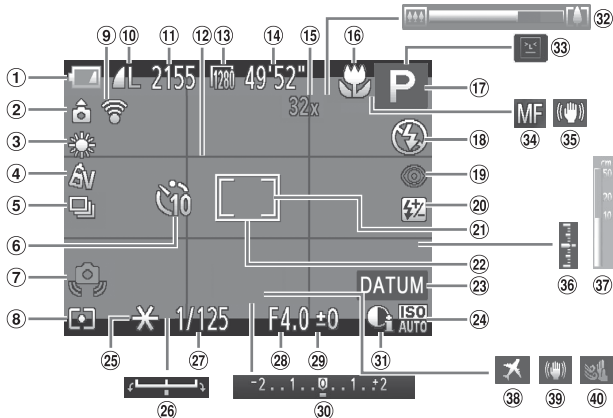 ⑨ ⑩ ⑪ ⑫ ⑬ ⑭ ⑮ ⑯ ㉜
① L 2155 1280 49'52" P ⑰ ㉝
② 32x
③ MF ㉞ ㉟
④ ⑱
⑤ ⑲
⑥ 10 ⑳
㉑
㉒
⑦ DATUM ㉓
cm 50 20 10
㊱ ㊲
⑧ 1/125 F4.0 ±0 i ISO AUTO ㉔
㉕ ㉗ ㉘ ㉙ ㉛
㉖
-2..1..0..1.:2
㉚
㊳ ㊴ ㊵